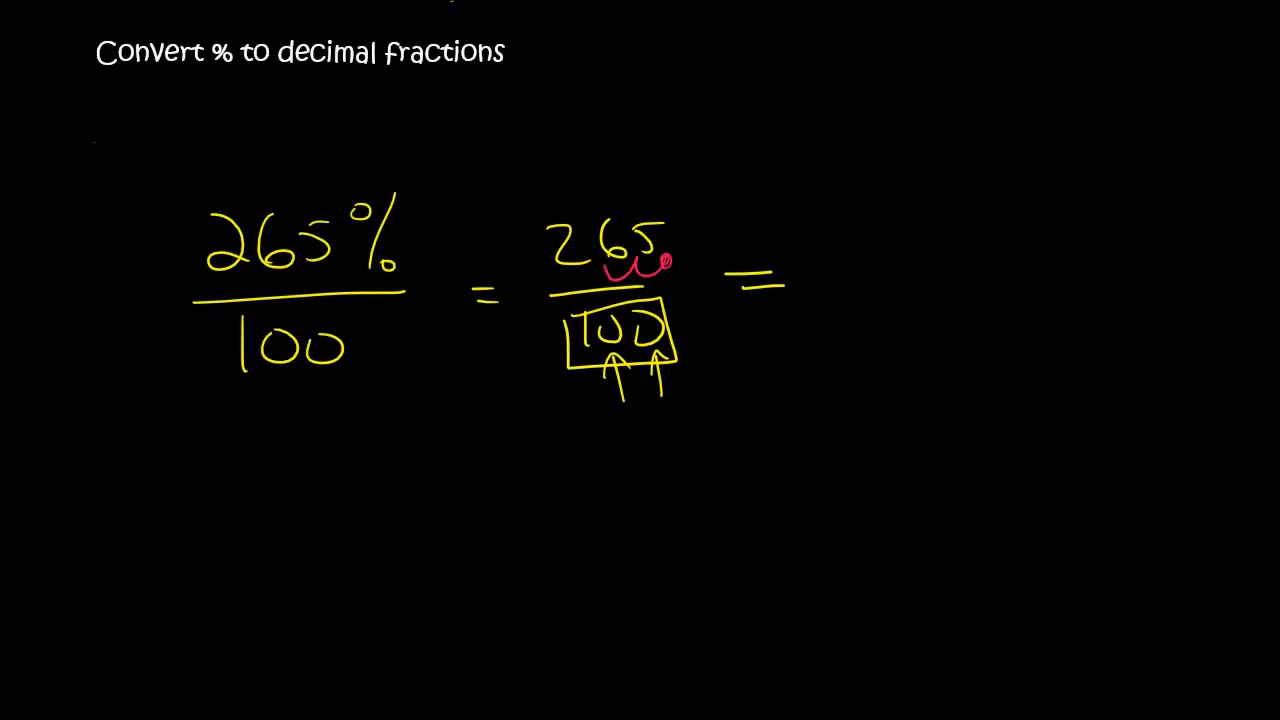 Convert % to decimal fractions
265% = 265 =
100 100